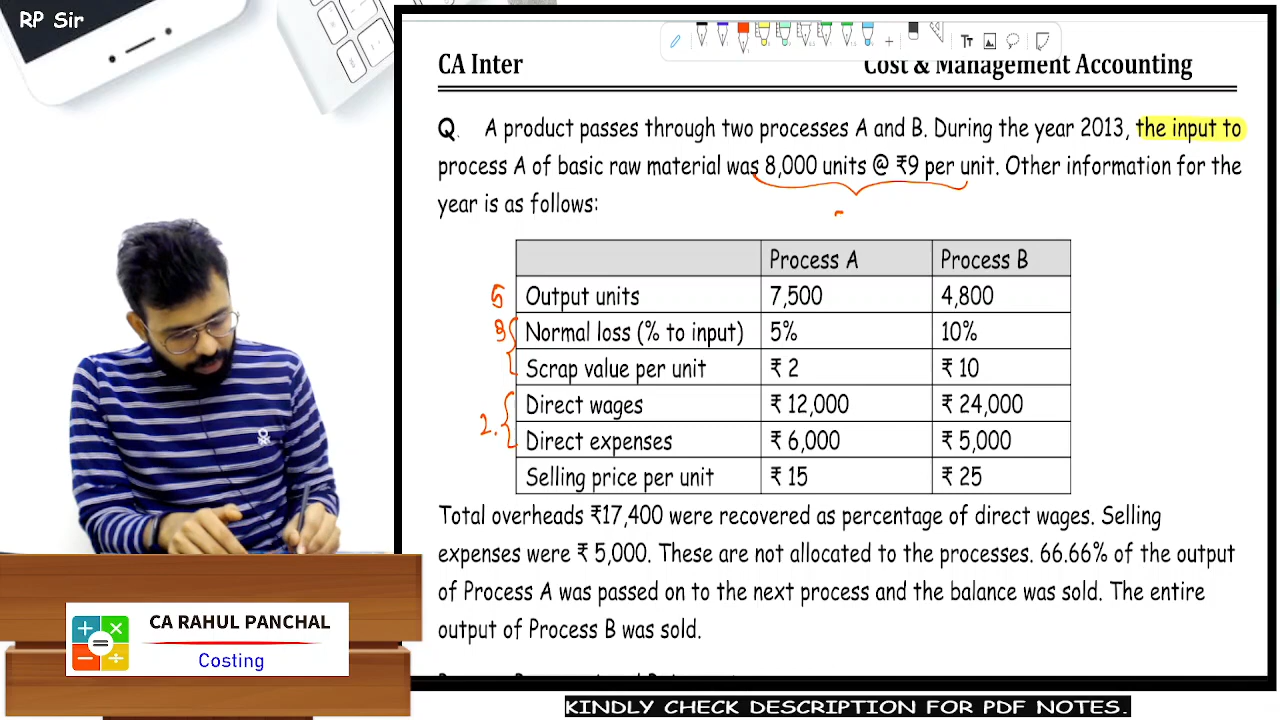 RP Sir
CA Inter
Cost & Management Accounting
Q. A product passes through two processes A and B. During the year 2013, the input to
process A of basic raw material was 8,000 units @ ₹9 per unit. Other information for the
year is as follows:
Process A Process B
5 Output units 7,500 4,800
3 Normal loss (% to input) 5% 10%
Scrap value per unit ₹ 2 ₹ 10
Direct wages ₹ 12,000 ₹ 24,000
2. Direct expenses ₹ 6,000 ₹ 5,000
Selling price per unit ₹ 15 ₹ 25
Total overheads ₹17,400 were recovered as percentage of direct wages. Selling
expenses were ₹ 5,000. These are not allocated to the processes. 66.66% of the output
of Process A was passed on to the next process and the balance was sold. The entire
output of Process B was sold.
CA RAHUL PANCHAL
Costing
KINDLY CHECK DESCRIPTION FOR PDF NOTES.